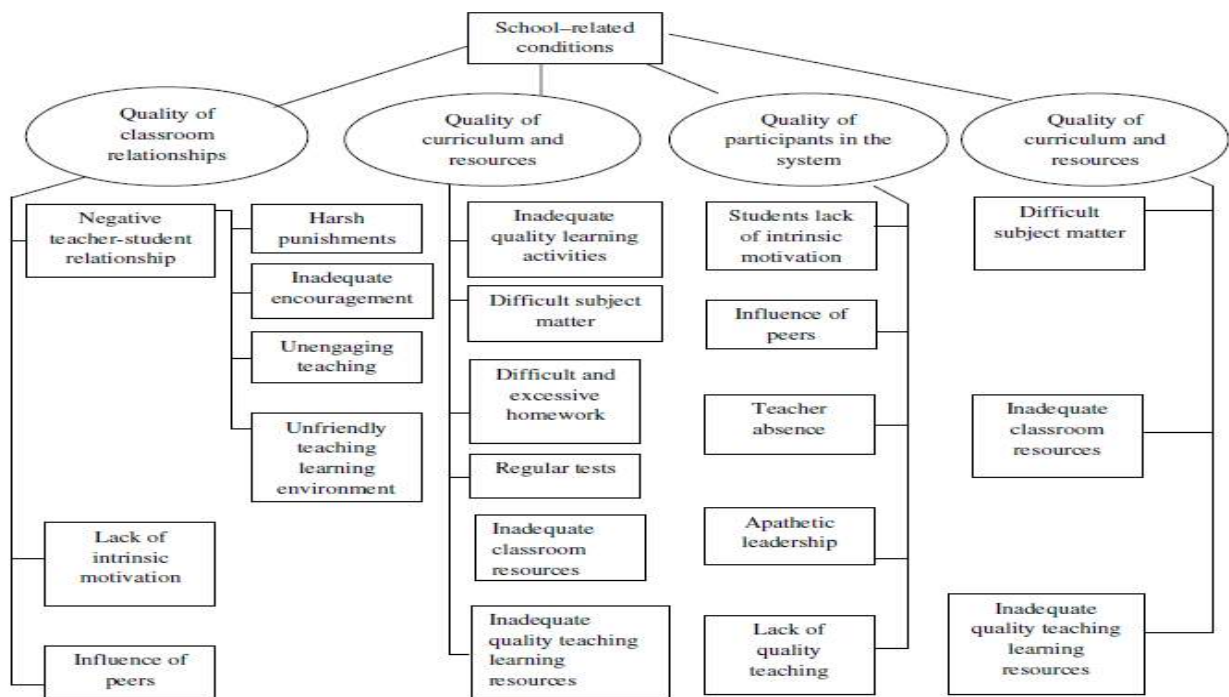 School–related
conditions
Quality of
classroom
relationships
Quality of
curriculum and
resources
Quality of
participants in the
system
Quality of
curriculum and
resources
Negative
teacher-student
relationship
Harsh
punishments
Inadequate
encouragement
Unengaging
teaching
Unfriendly
teaching
learning
environment
Lack of
intrinsic
motivation
Influence of
peers
Inadequate
quality learning
activities
Difficult subject
matter
Difficult and
excessive
homework
Regular tests
Inadequate
classroom
resources
Inadequate
quality teaching
learning
resources
Students lack
of intrinsic
motivation
Influence of
peers
Teacher
absence
Apathetic
leadership
Lack of
quality
teaching
Difficult
subject matter
Inadequate
classroom
resources
Inadequate
quality teaching
learning
resources